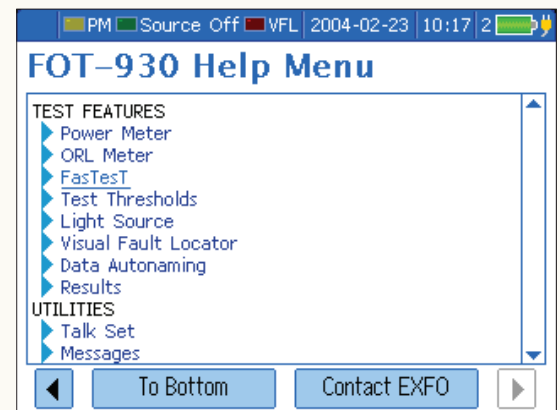 PM Source Off VFL 2004-02-23 10:17 2
FOT-930 Help Menu
TEST FEATURES
Power Meter
ORL Meter
FasTesT
Test Thresholds
Light Source
Visual Fault Locator
Data Autonaming
Results
UTILITIES
Talk Set
Messages
To Bottom Contact EXFO